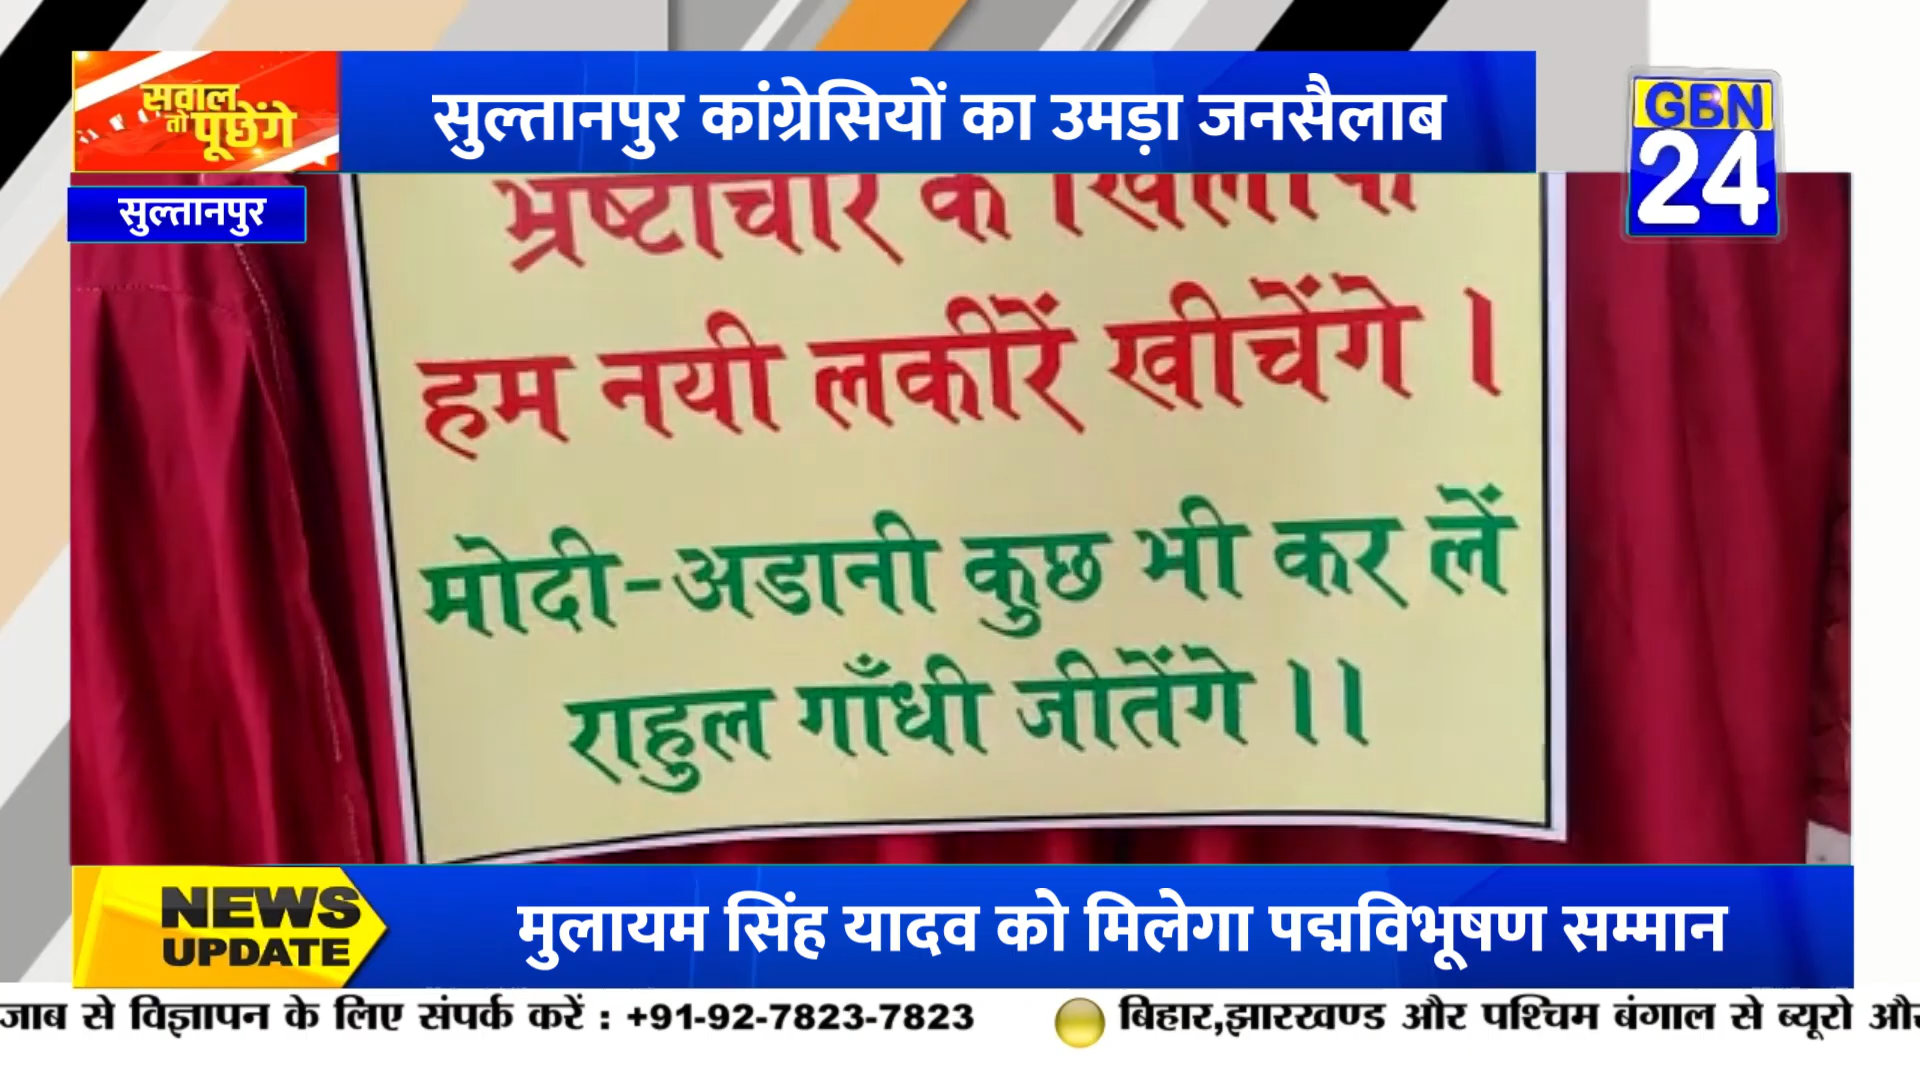 सवाल
तो पूछेंगे
सुल्तानपुर कांग्रेसियों का उमड़ा जनसैलाब
GBN
24
सुल्तानपुर
भ्रष्टाचार के खिलाफ
हम नयी लकीरें खीचेंगे ।
मोदी-अडानी कुछ भी कर लें
राहुल गाँधी जीतेंगे ।।
NEWS
UPDATE
मुलायम सिंह यादव को मिलेगा पद्मविभूषण सम्मान
जाब से विज्ञापन के लिए संपर्क करें : +91-92-7823-7823
बिहार,झारखण्ड और पश्चिम बंगाल से ब्यूरो